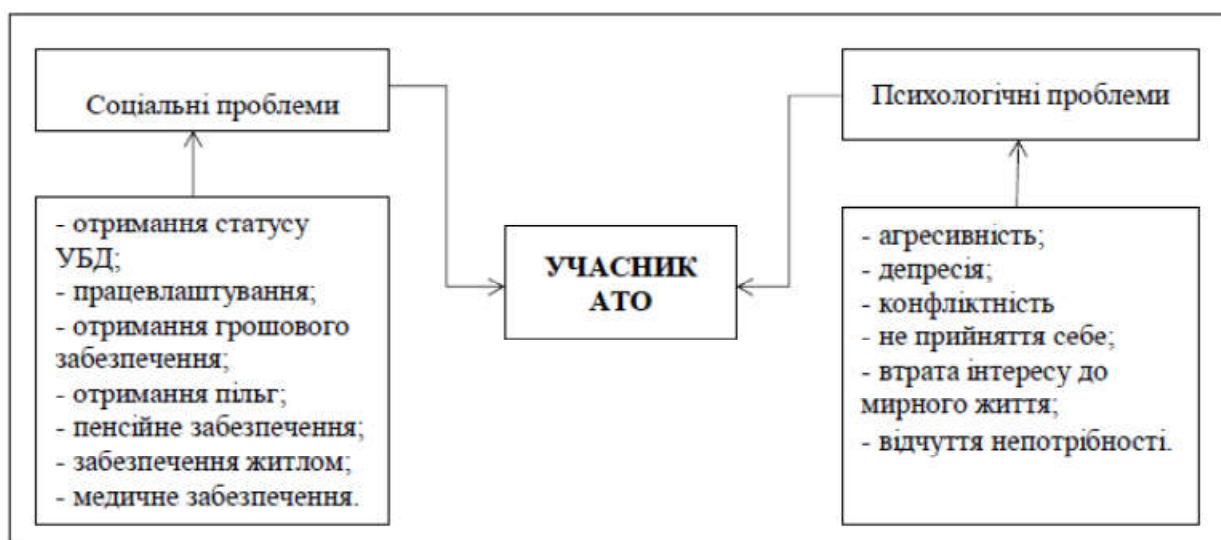 Соціальні проблеми
- отримання статусу
УБД;
- працевлаштування;
- отримання грошового
забезпечення;
- отримання пільг;
- пенсійне забезпечення;
- забезпечення житлом;
- медичне забезпечення.
УЧАСНИК
АТО
Психологічні проблеми
- агресивність;
- депресія;
- конфліктність
- не прийняття себе;
- втрата інтересу до
мирного життя;
- відчуття непотрібності.